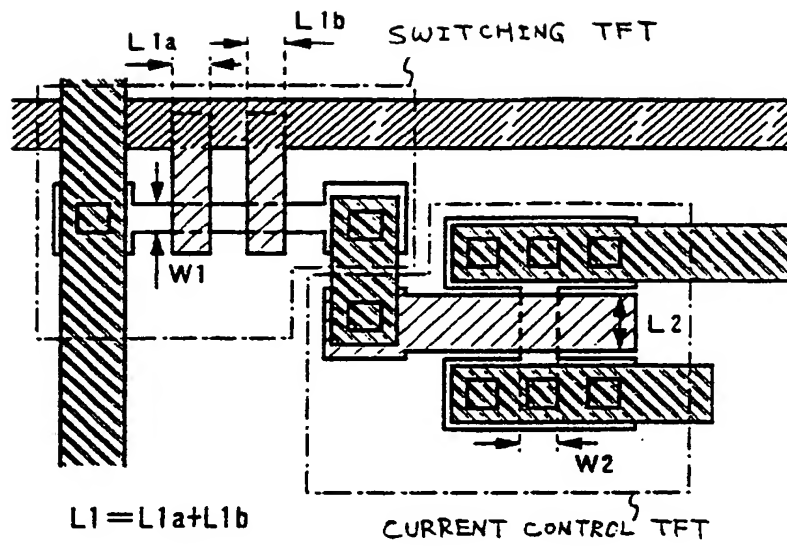 L1a
L1b
SWITCHING TFT
W1
L2
W2
L1=L1a+L1b
CURRENT CONTROL TFT